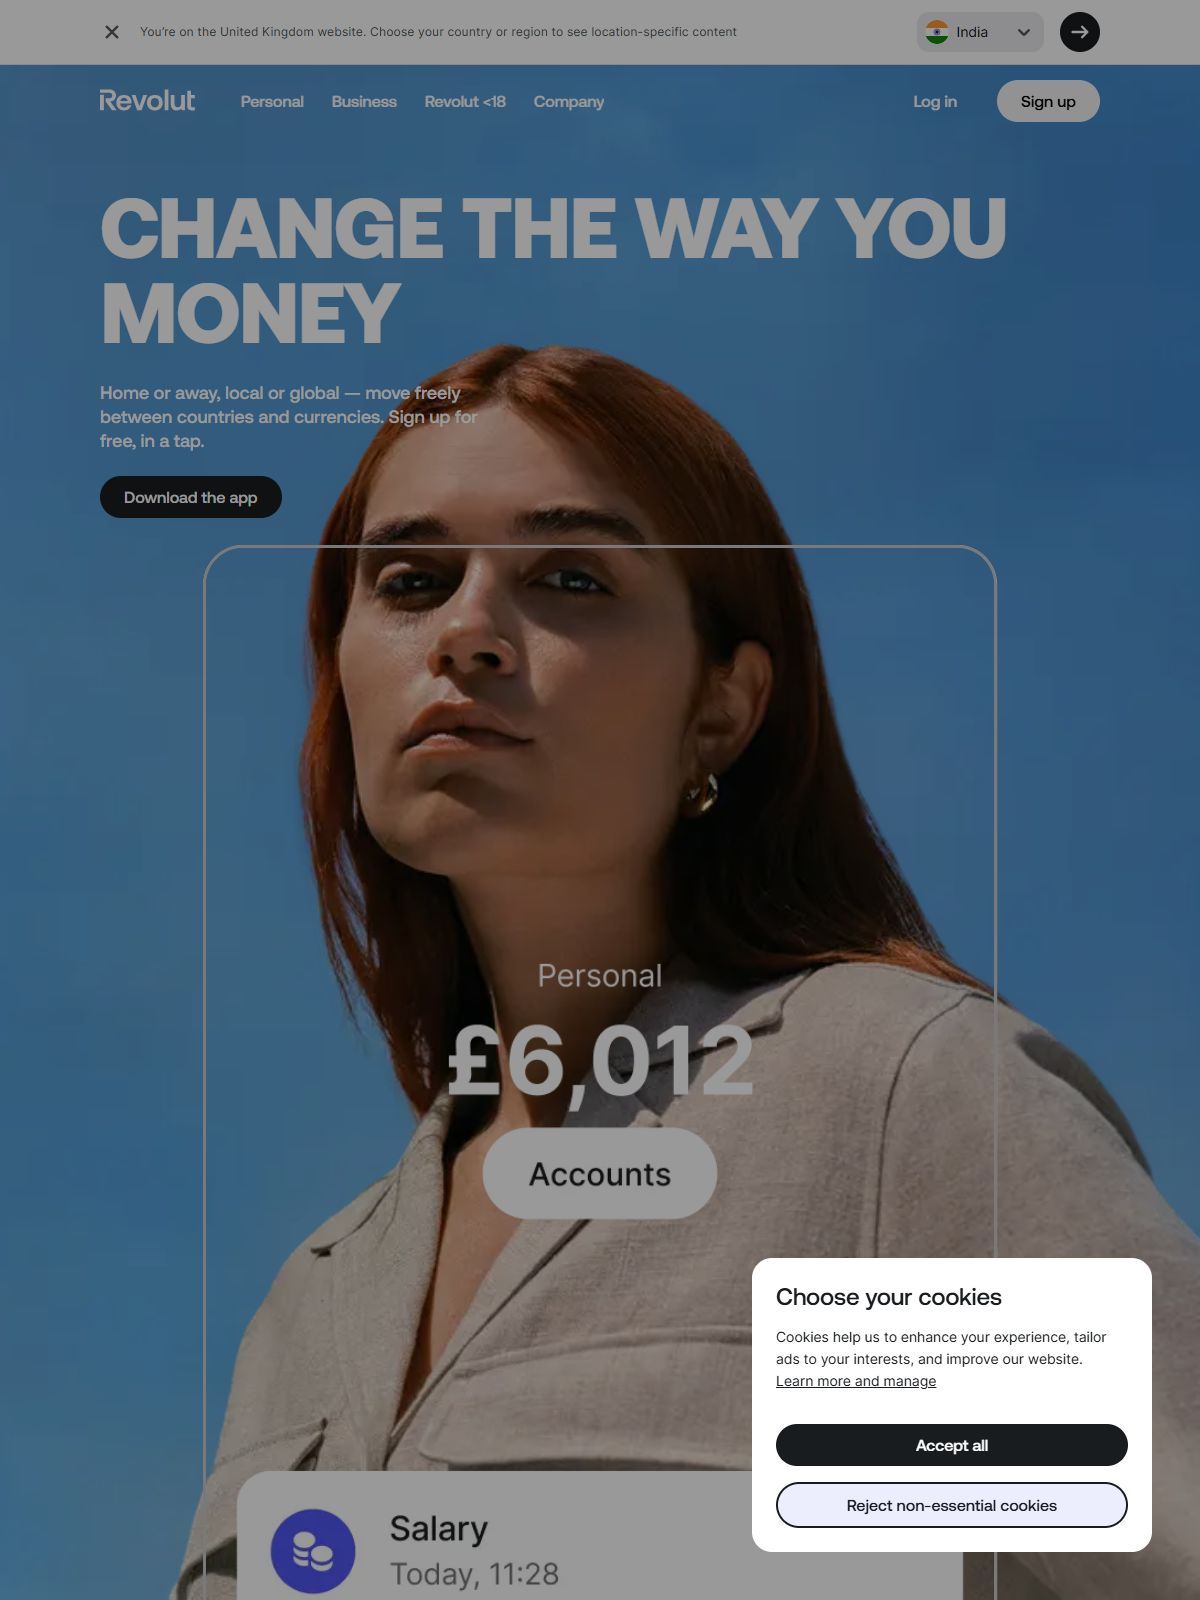 You're on the United Kingdom website. Choose your country or region to see location-specific content
India
Revolut
Personal
Business
Revolut <18
Company
Log in
Sign up
CHANGE THE WAY YOU
MONEY
Home or away, local or global — move freely
between countries and currencies. Sign up for
free, in a tap.
Download the app
Personal
£6,012
Accounts
Choose your cookies
Cookies help us to enhance your experience, tailor
ads to your interests, and improve our website.
Learn more and manage
Accept all
Reject non-essential cookies
Salary
Today, 11:28